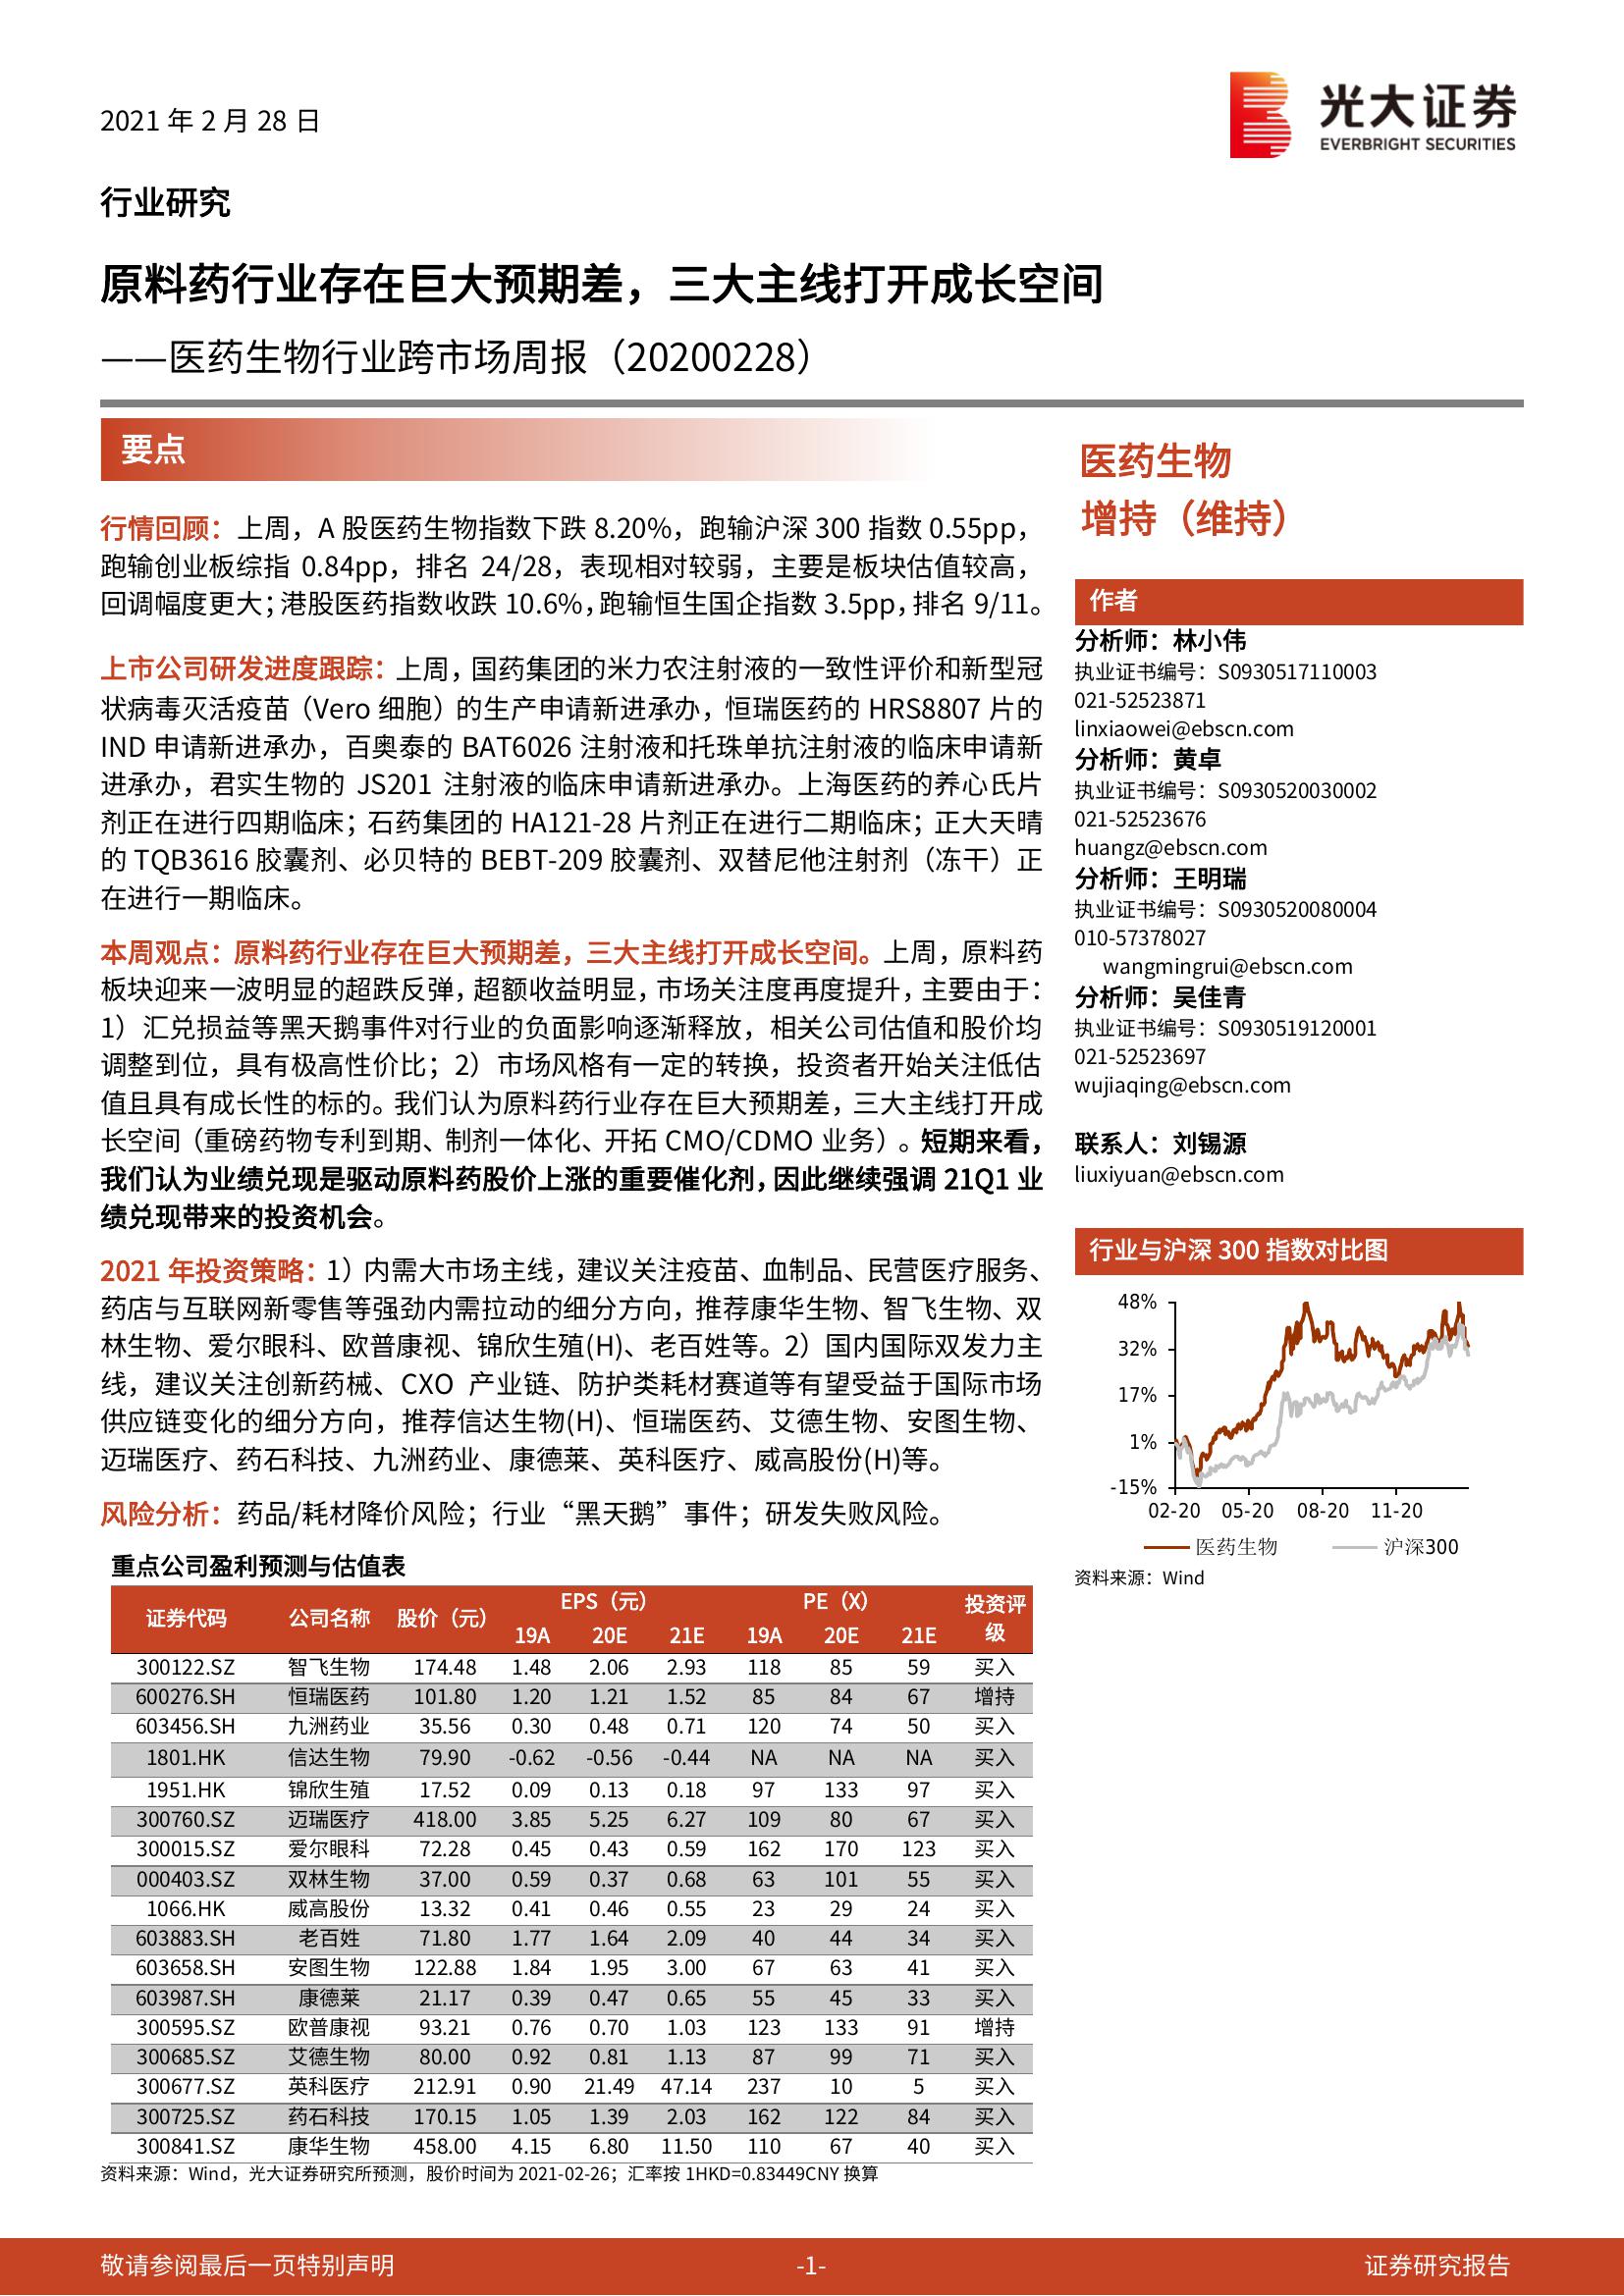 2021 年 2 月 28 日
光大证券
EVERBRIGHT SECURITIES
行业研究
原料药行业存在巨大预期差，三大主线打开成长空间
——医药生物行业跨市场周报（20200228）
要点
行情回顾：上周，A 股医药生物指数下跌 8.20%，跑输沪深 300 指数 0.55pp，
跑输创业板综指 0.84pp，排名 24/28，表现相对较弱，主要是板块估值较高，
回调幅度更大；港股医药指数收跌 10.6%，跑输恒生国企指数 3.5pp，排名 9/11。
上市公司研发进度跟踪：上周，国药集团的米力农注射液的一致性评价和新型冠
状病毒灭活疫苗（Vero 细胞）的生产申请新进承办，恒瑞医药的 HRS8807 片的
IND 申请新进承办，百奥泰的 BAT6026 注射液和托珠单抗注射液的临床申请新
进承办，君实生物的 JS201 注射液的临床申请新进承办。上海医药的养心氏片
剂正在进行四期临床；石药集团的 HA121-28 片剂正在进行二期临床；正大天晴
的 TQB3616 胶囊剂、必贝特的 BEBT-209 胶囊剂、双替尼他注射剂（冻干）正
在进行一期临床。
本周观点：原料药行业存在巨大预期差，三大主线打开成长空间。上周，原料药
板块迎来一波明显的超跌反弹，超额收益明显，市场关注度再度提升，主要由于：
1）汇兑损益等黑天鹅事件对行业的负面影响逐渐释放，相关公司估值和股价均
调整到位，具有极高性价比；2）市场风格有一定的转换，投资者开始关注低估
值且具有成长性的标的。我们认为原料药行业存在巨大预期差，三大主线打开成
长空间（重磅药物专利到期、制剂一体化、开拓 CMO/CDMO 业务）。短期来看，
我们认为业绩兑现是驱动原料药股价上涨的重要催化剂，因此继续强调 21Q1 业
绩兑现带来的投资机会。
2021 年投资策略：1）内需大市场主线，建议关注疫苗、血制品、民营医疗服务、
药店与互联网新零售等强劲内需拉动的细分方向，推荐康华生物、智飞生物、双
林生物、爱尔眼科、欧普康视、锦欣生殖(H)、老百姓等。2）国内国际双发力主
线，建议关注创新药械、CXO 产业链、防护类耗材赛道等有望受益于国际市场
供应链变化的细分方向，推荐信达生物(H)、恒瑞医药、艾德生物、安图生物、
迈瑞医疗、药石科技、九洲药业、康德莱、英科医疗、威高股份(H)等。
风险分析：药品/耗材降价风险；行业“黑天鹅”事件；研发失败风险。
重点公司盈利预测与估值表
证券代码 公司名称 股价（元） EPS（元） PE（X） 投资评级
19A 20E 21E 19A 20E 21E
300122.SZ 智飞生物 174.48 1.48 2.06 2.93 118 85 59 买入
600276.SH 恒瑞医药 101.80 1.20 1.21 1.52 85 84 67 增持
603456.SH 九洲药业 35.56 0.30 0.48 0.71 120 74 50 买入
1801.HK 信达生物 79.90 -0.62 -0.56 -0.44 NA NA NA 买入
1951.HK 锦欣生殖 17.52 0.09 0.13 0.18 97 133 97 买入
300760.SZ 迈瑞医疗 418.00 3.85 5.25 6.27 109 80 67 买入
300015.SZ 爱尔眼科 72.28 0.45 0.43 0.59 162 170 123 买入
000403.SZ 双林生物 37.00 0.59 0.37 0.68 63 101 55 买入
1066.HK 威高股份 13.32 0.41 0.46 0.55 23 29 24 买入
603883.SH 老百姓 71.80 1.77 1.64 2.09 40 44 34 买入
603658.SH 安图生物 122.88 1.84 1.95 3.00 67 63 41 买入
603987.SH 康德莱 21.17 0.39 0.47 0.65 55 45 33 买入
300595.SZ 欧普康视 93.21 0.76 0.70 1.03 123 133 91 增持
300685.SZ 艾德生物 80.00 0.92 0.81 1.13 87 99 71 买入
300677.SZ 英科医疗 212.91 0.90 21.49 47.14 237 10 5 买入
300725.SZ 药石科技 170.15 1.05 1.39 2.03 162 122 84 买入
300841.SZ 康华生物 458.00 4.15 6.80 11.50 110 67 40 买入
资料来源：Wind，光大证券研究所预测，股价时间为 2021-02-26；汇率按 1HKD=0.83449CNY 换算
医药生物
增持（维持）
作者
分析师：林小伟
执业证书编号：S0930517110003
021-52523871
linxiaowei@ebscn.com
分析师：黄卓
执业证书编号：S0930520030002
021-52523676
huangz@ebscn.com
分析师：王明瑞
执业证书编号：S0930520080004
010-57378027
wangmingrui@ebscn.com
分析师：吴佳青
执业证书编号：S0930519120001
021-52523697
wujiaqing@ebscn.com
联系人：刘锡源
liuxiyuan@ebscn.com
行业与沪深 300 指数对比图
48%
32%
17%
1%
-15%
02-20 05-20 08-20 11-20
医药生物 沪深300
资料来源：Wind
敬请参阅最后一页特别声明 -1- 证券研究报告